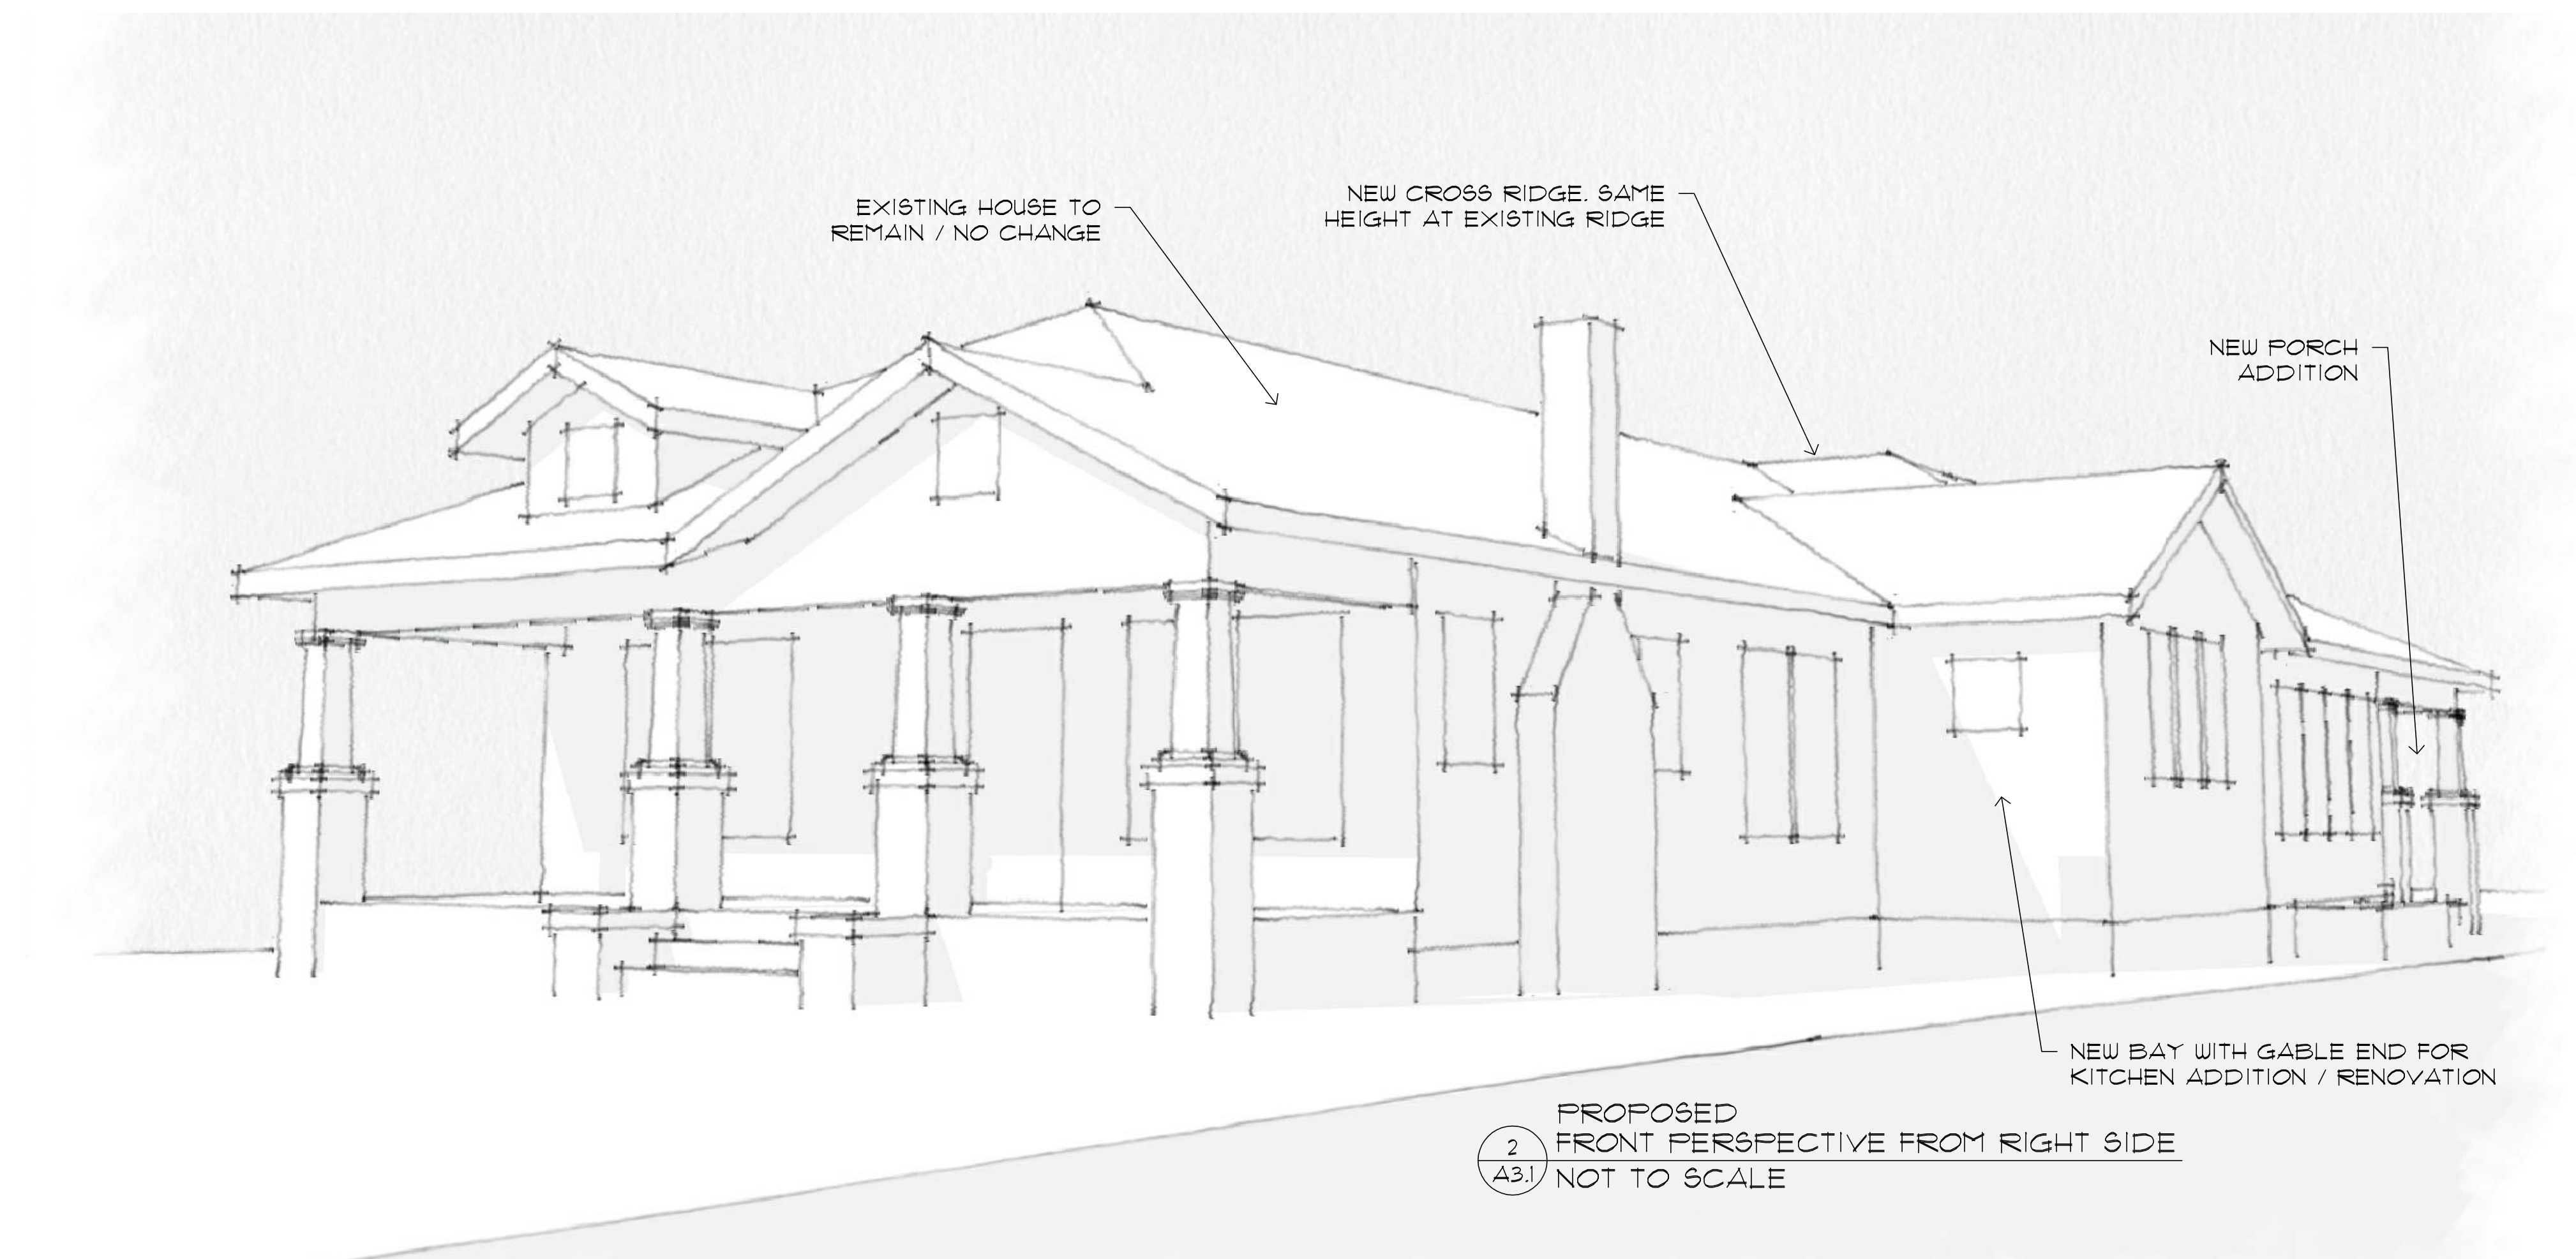 EXISTING HOUSE TO
REMAIN / NO CHANGE
NEW CROSS RIDGE. SAME
HEIGHT AT EXISTING RIDGE
NEW PORCH
ADDITION
NEW BAY WITH GABLE END FOR
KITCHEN ADDITION / RENOVATION
PROPOSED
2
FRONT PERSPECTIVE FROM RIGHT SIDE
A3.1
NOT TO SCALE